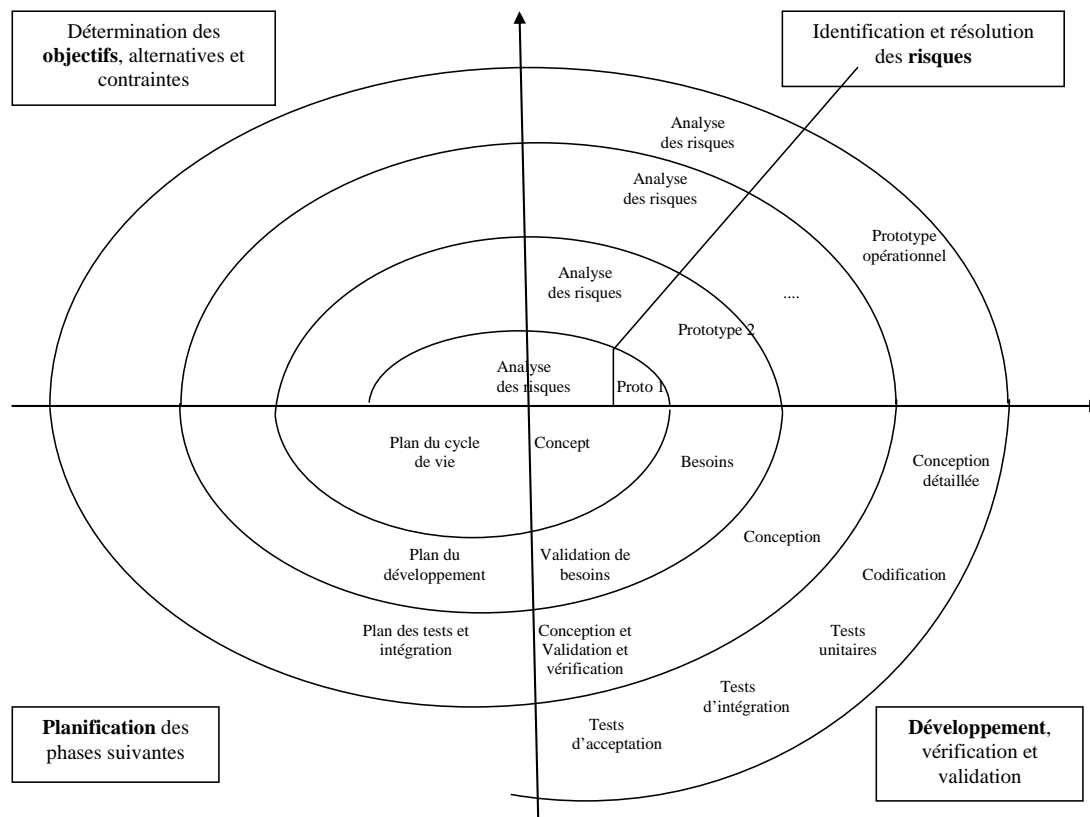 Détermination des
objectifs, alternatives et
contraintes
Identification et résolution
des risques
Analyse
des risques
Analyse
des risques
Prototype
opérationnel
Analyse
des risques
....
Prototype 2
Analyse
des risques
Proto 1
Plan du cycle
de vie
Concept
Besoins
Conception
détaillée
Conception
Plan du
développement
Validation de
besoins
Codification
Plan des tests et
intégration
Conception et
Validation et
vérification
Tests
unitaires
Tests
d’intégration
Tests
d’acceptation
Planification des
phases suivantes
Développement,
vérification et
validation